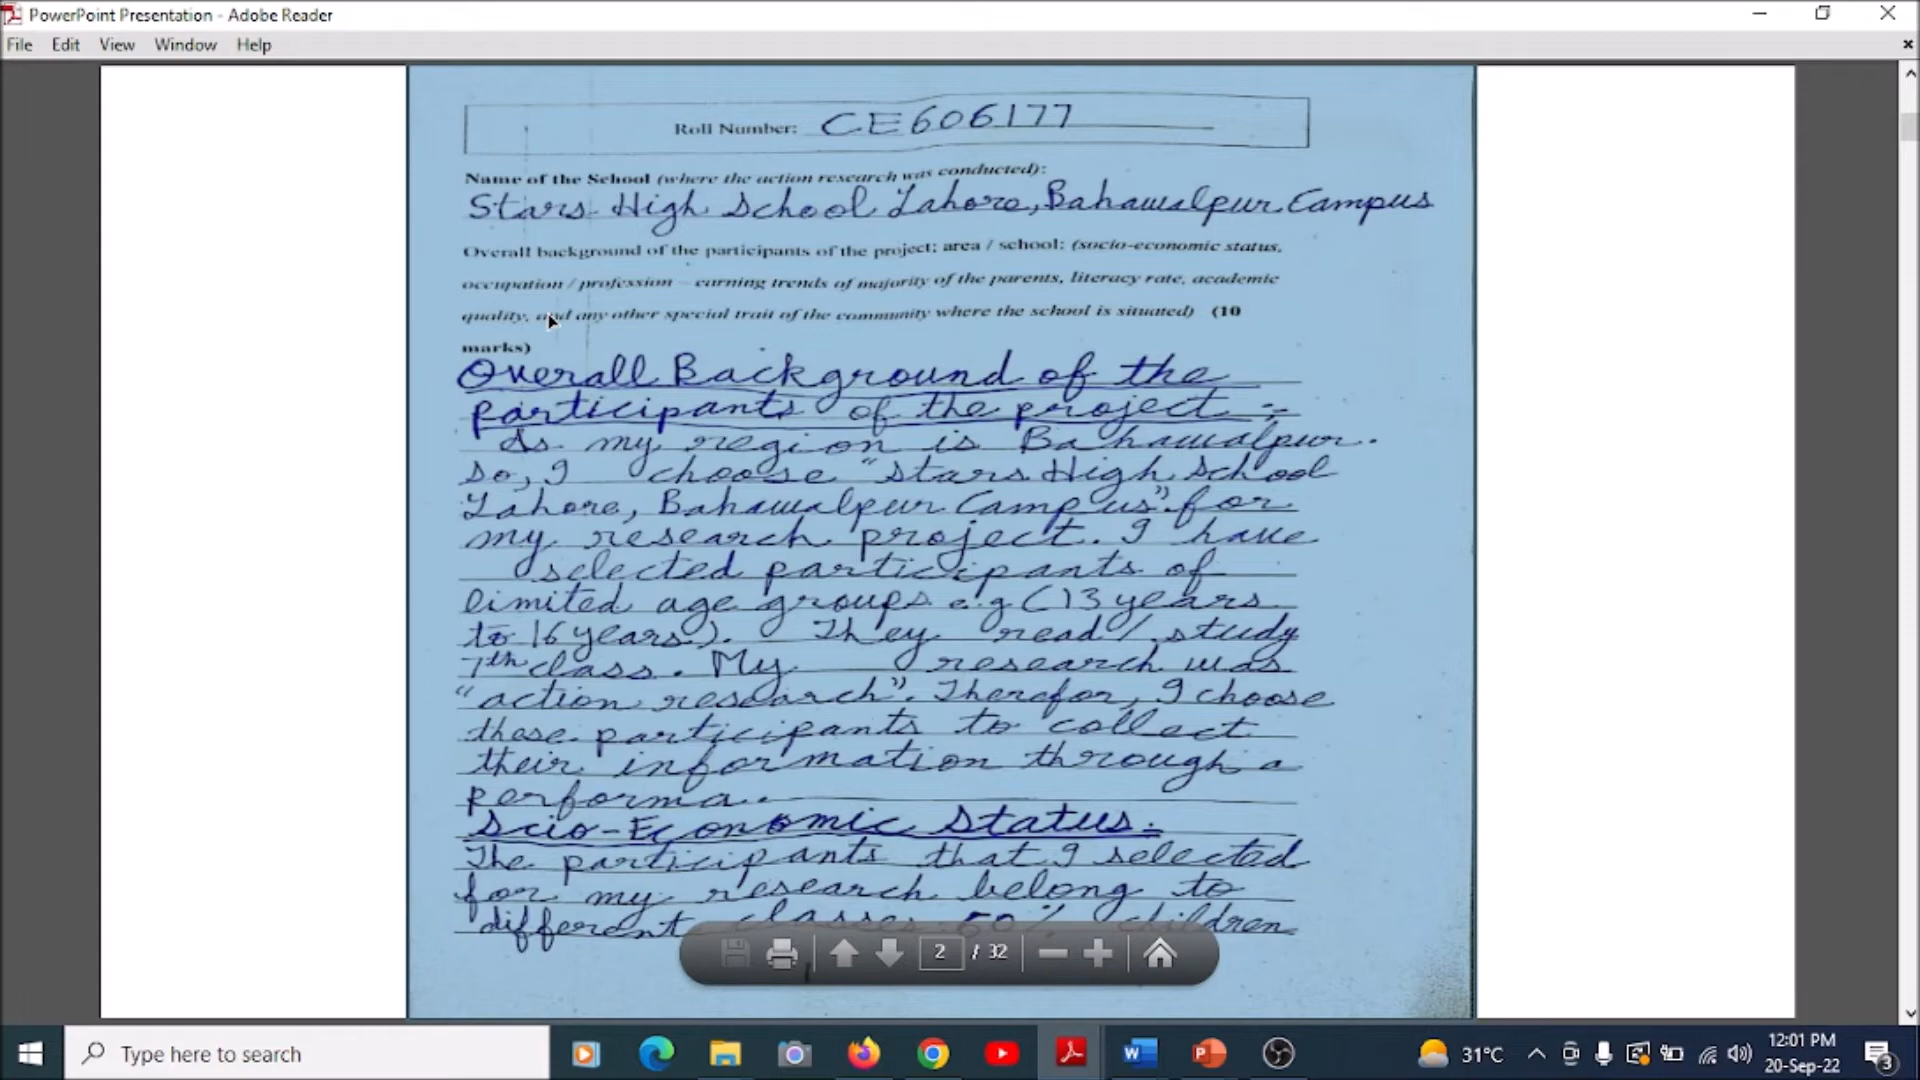 PowerPoint Presentation - Adobe Reader
File Edit View Window Help
Roll Number: CE606177
Name of the School (where the action research was conducted):
Stars High School Lahore, Bahawalpur Campus
Overall background of the participants of the project; area / school: (socio-economic status,
occupation / profession – earning trends of majority of the parents, literacy rate, academic
quality, and any other special trait of the community where the school is situated) (10
marks)
Overall Background of the
participants of the project :-
As my region is Bahawalpur.
So, I choose "Stars High School
Lahore, Bahawalpur Campus" for
my research project. I have
selected participants of
limited age groups e.g (13 years
to 16 years). They read / study
7th class. My research was
"action research". Therefor, I choose
these participants to collect
their information through a
performa.
Scio-Economic Status:-
The participants that I selected
for my research belong to
different classes. 50% children
2 / 32
Type here to search
31°C
12:01 PM
20-Sep-22
3